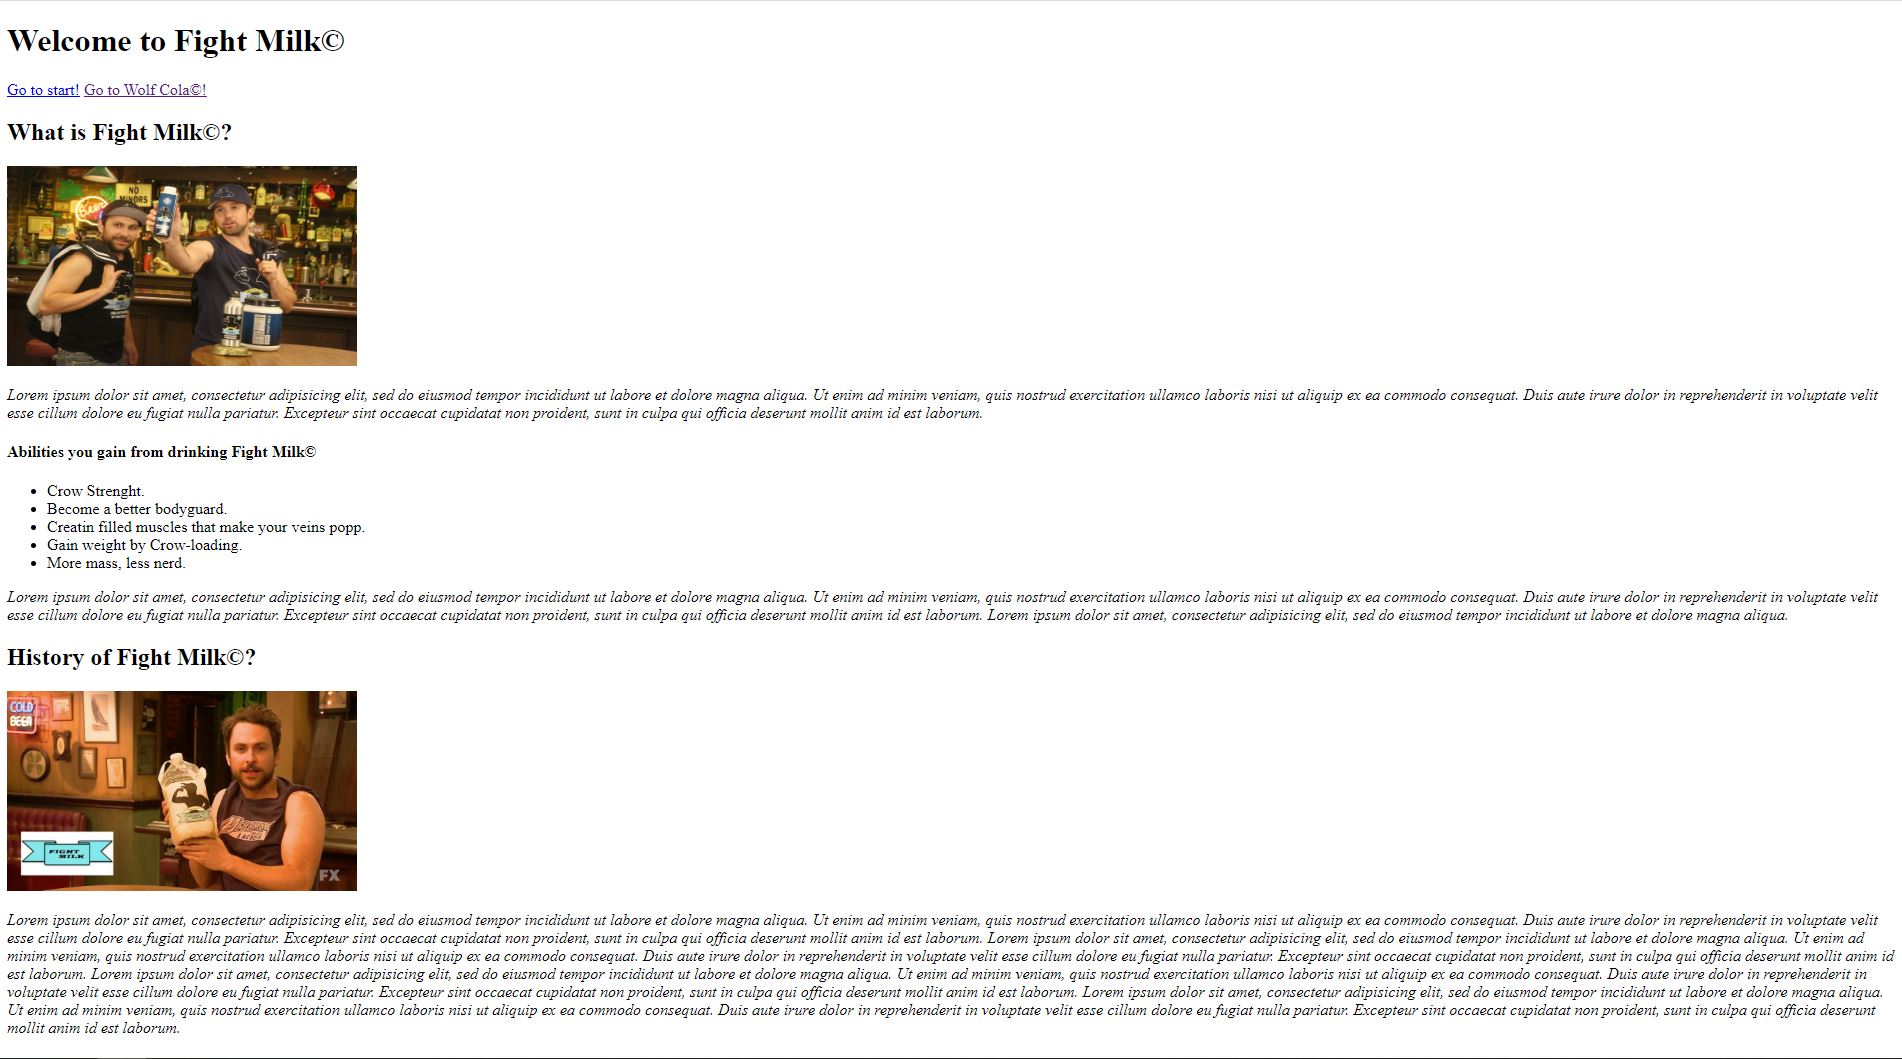 Welcome to Fight Milk©
Go to start! Go to Wolf Cola©!
What is Fight Milk©?
NO
MINORS
Beer
Lorem ipsum dolor sit amet, consectetur adipisicing elit, sed do eiusmod tempor incididunt ut labore et dolore magna aliqua. Ut enim ad minim veniam, quis nostrud exercitation ullamco laboris nisi ut aliquip ex ea commodo consequat. Duis aute irure dolor in reprehenderit in voluptate velit
esse cillum dolore eu fugiat nulla pariatur. Excepteur sint occaecat cupidatat non proident, sunt in culpa qui officia deserunt mollit anim id est laborum.
Abilities you gain from drinking Fight Milk©
• Crow Strenght.
• Become a better bodyguard.
• Creatin filled muscles that make your veins popp.
• Gain weight by Crow-loading.
• More mass, less nerd.
Lorem ipsum dolor sit amet, consectetur adipisicing elit, sed do eiusmod tempor incididunt ut labore et dolore magna aliqua. Ut enim ad minim veniam, quis nostrud exercitation ullamco laboris nisi ut aliquip ex ea commodo consequat. Duis aute irure dolor in reprehenderit in voluptate velit
esse cillum dolore eu fugiat nulla pariatur. Excepteur sint occaecat cupidatat non proident, sunt in culpa qui officia deserunt mollit anim id est laborum. Lorem ipsum dolor sit amet, consectetur adipisicing elit, sed do eiusmod tempor incididunt ut labore et dolore magna aliqua.
History of Fight Milk©?
COLD
BEER
FIGHT
MILK
FX
Lorem ipsum dolor sit amet, consectetur adipisicing elit, sed do eiusmod tempor incididunt ut labore et dolore magna aliqua. Ut enim ad minim veniam, quis nostrud exercitation ullamco laboris nisi ut aliquip ex ea commodo consequat. Duis aute irure dolor in reprehenderit in voluptate velit
esse cillum dolore eu fugiat nulla pariatur. Excepteur sint occaecat cupidatat non proident, sunt in culpa qui officia deserunt mollit anim id est laborum. Lorem ipsum dolor sit amet, consectetur adipisicing elit, sed do eiusmod tempor incididunt ut labore et dolore magna aliqua. Ut enim ad
minim veniam, quis nostrud exercitation ullamco laboris nisi ut aliquip ex ea commodo consequat. Duis aute irure dolor in reprehenderit in voluptate velit esse cillum dolore eu fugiat nulla pariatur. Excepteur sint occaecat cupidatat non proident, sunt in culpa qui officia deserunt mollit anim id
est laborum. Lorem ipsum dolor sit amet, consectetur adipisicing elit, sed do eiusmod tempor incididunt ut labore et dolore magna aliqua. Ut enim ad minim veniam, quis nostrud exercitation ullamco laboris nisi ut aliquip ex ea commodo consequat. Duis aute irure dolor in reprehenderit in
voluptate velit esse cillum dolore eu fugiat nulla pariatur. Excepteur sint occaecat cupidatat non proident, sunt in culpa qui officia deserunt mollit anim id est laborum. Lorem ipsum dolor sit amet, consectetur adipisicing elit, sed do eiusmod tempor incididunt ut labore et dolore magna aliqua.
Ut enim ad minim veniam, quis nostrud exercitation ullamco laboris nisi ut aliquip ex ea commodo consequat. Duis aute irure dolor in reprehenderit in voluptate velit esse cillum dolore eu fugiat nulla pariatur. Excepteur sint occaecat cupidatat non proident, sunt in culpa qui officia deserunt
mollit anim id est laborum.